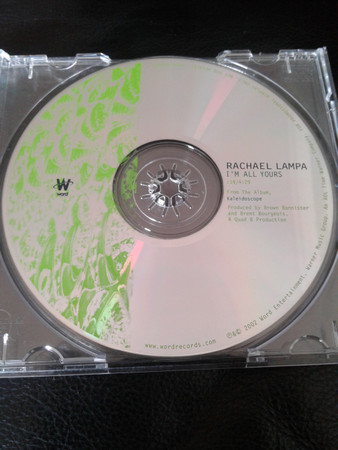 RACHAEL LAMPA
I'M ALL YOURS
From The Album,
Kaleidoscope
Produced by Brown Bannister
and Brent Bourgeois.
A Quad B Production
W
word
www.wordrecords.com
℗© 2002 Word Entertainment,